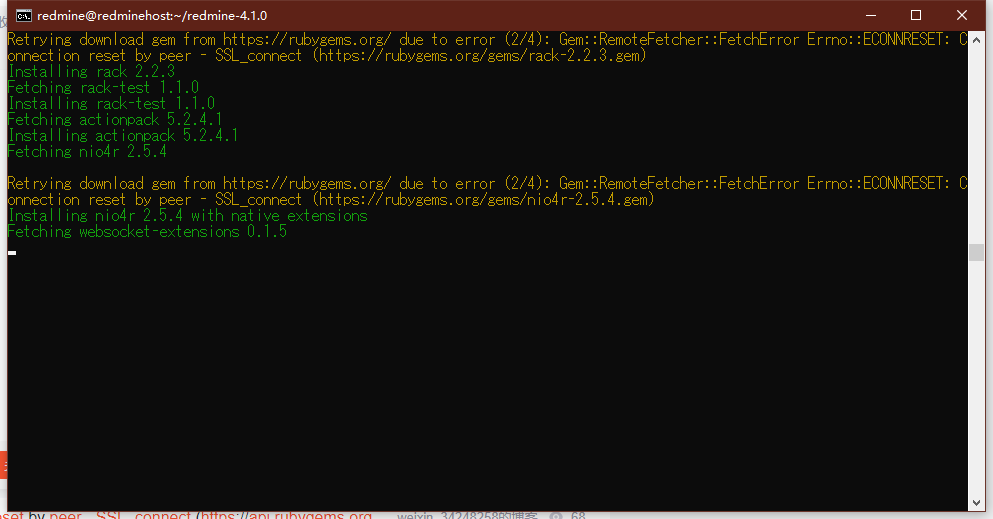 redmine@redminehost:~/redmine-4.1.0
Retrying download gem from https://rubygems.org/ due to error (2/4): Gem::RemoteFetcher::FetchError Errno::ECONNRESET: C
onnection reset by peer - SSL_connect (https://rubygems.org/gems/rack-2.2.3.gem)
Installing rack 2.2.3
Fetching rack-test 1.1.0
Installing rack-test 1.1.0
Fetching actionpack 5.2.4.1
Installing actionpack 5.2.4.1
Fetching nio4r 2.5.4
Retrying download gem from https://rubygems.org/ due to error (2/4): Gem::RemoteFetcher::FetchError Errno::ECONNRESET: C
onnection reset by peer - SSL_connect (https://rubygems.org/gems/nio4r-2.5.4.gem)
Installing nio4r 2.5.4 with native extensions
Fetching websocket-extensions 0.1.5
by peer - SSL_connect (https://api.rubygems.org weixin_34248258的博客 68